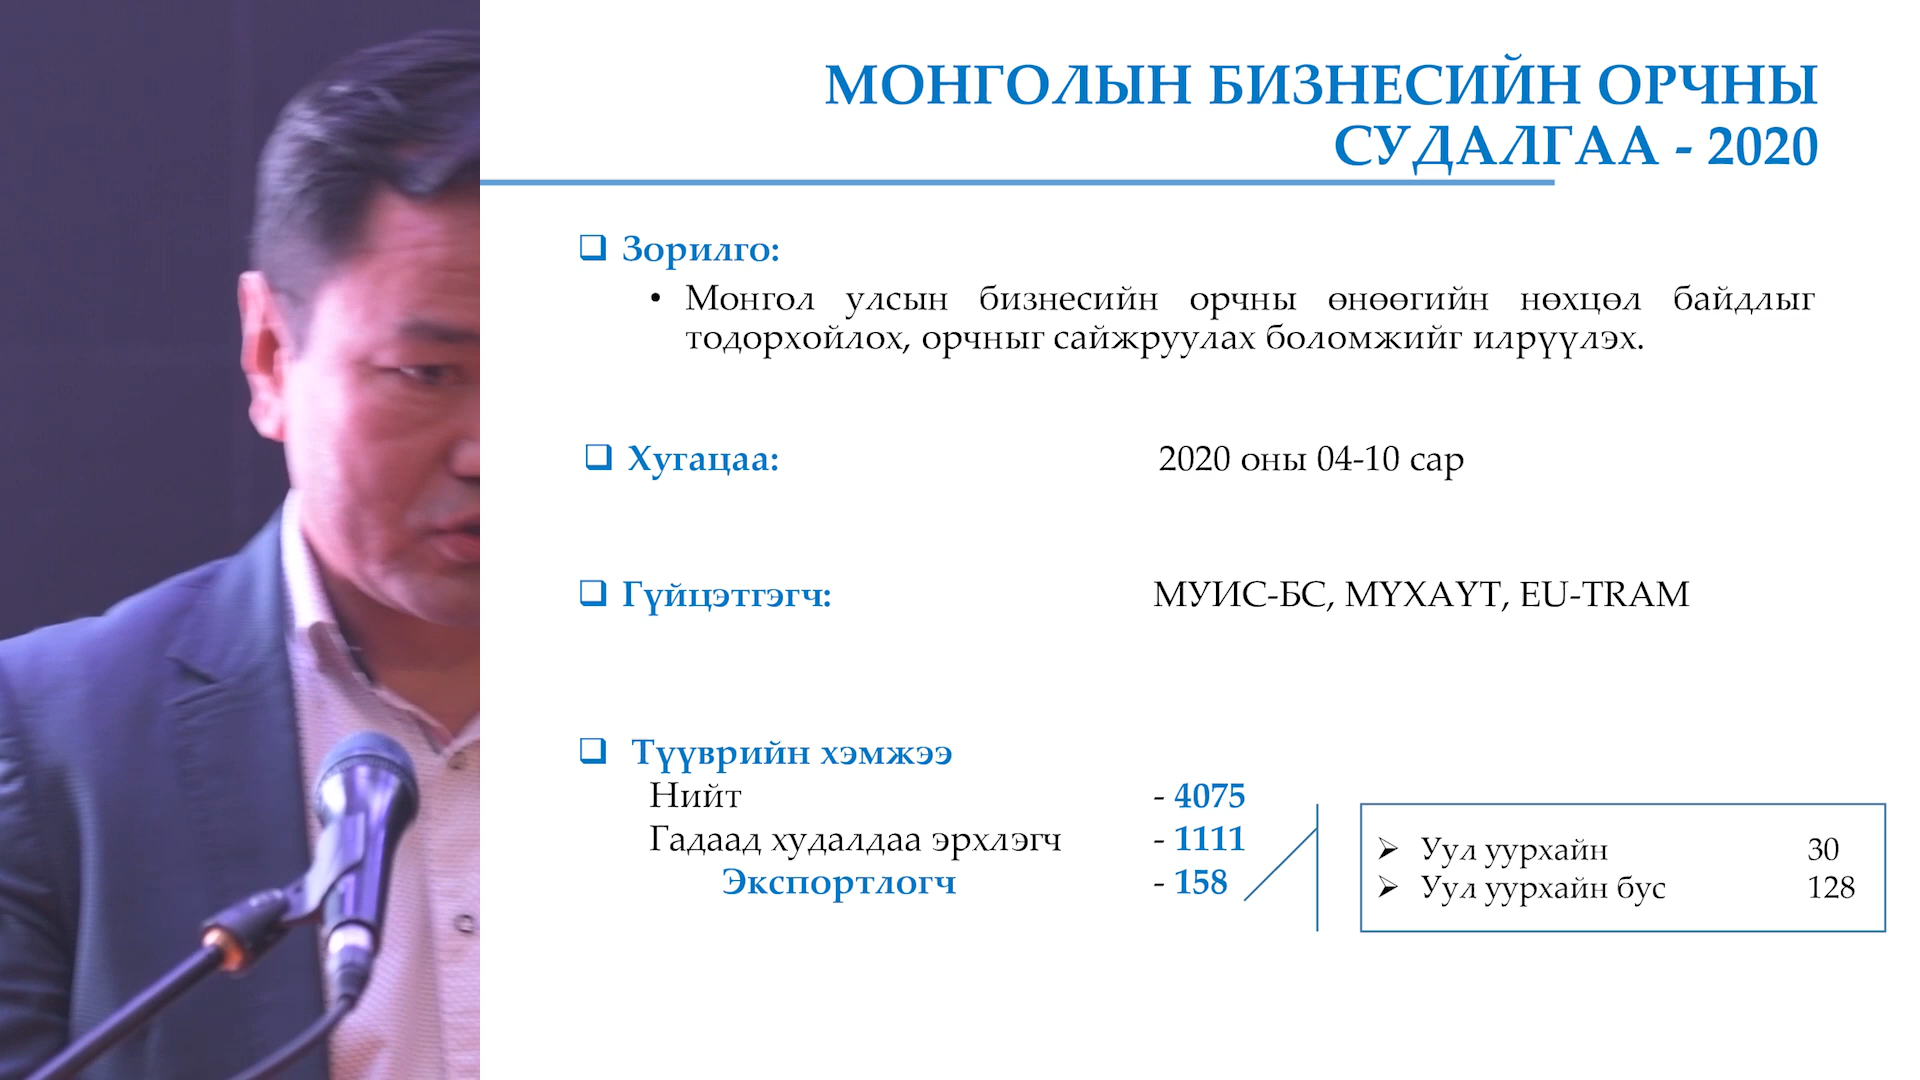 МОНГОЛЫН БИЗНЕСИЙН ОРЧНЫ
СУДАЛГАА - 2020
Зорилго:
• Монгол улсын бизнесийн орчны өнөөгийн нөхцөл байдлыг
тодорхойлох, орчныг сайжруулах боломжийг илрүүлэх.
Хугацаа: 2020 оны 04-10 сар
Гүйцэтгэгч: МУИС-БС, МҮХАҮТ, EU-TRAM
Түүврийн хэмжээ
Нийт - 4075
Гадаад худалдаа эрхлэгч - 1111
Экспортлогч - 158
Уул уурхайн 30
Уул уурхайн бус 128